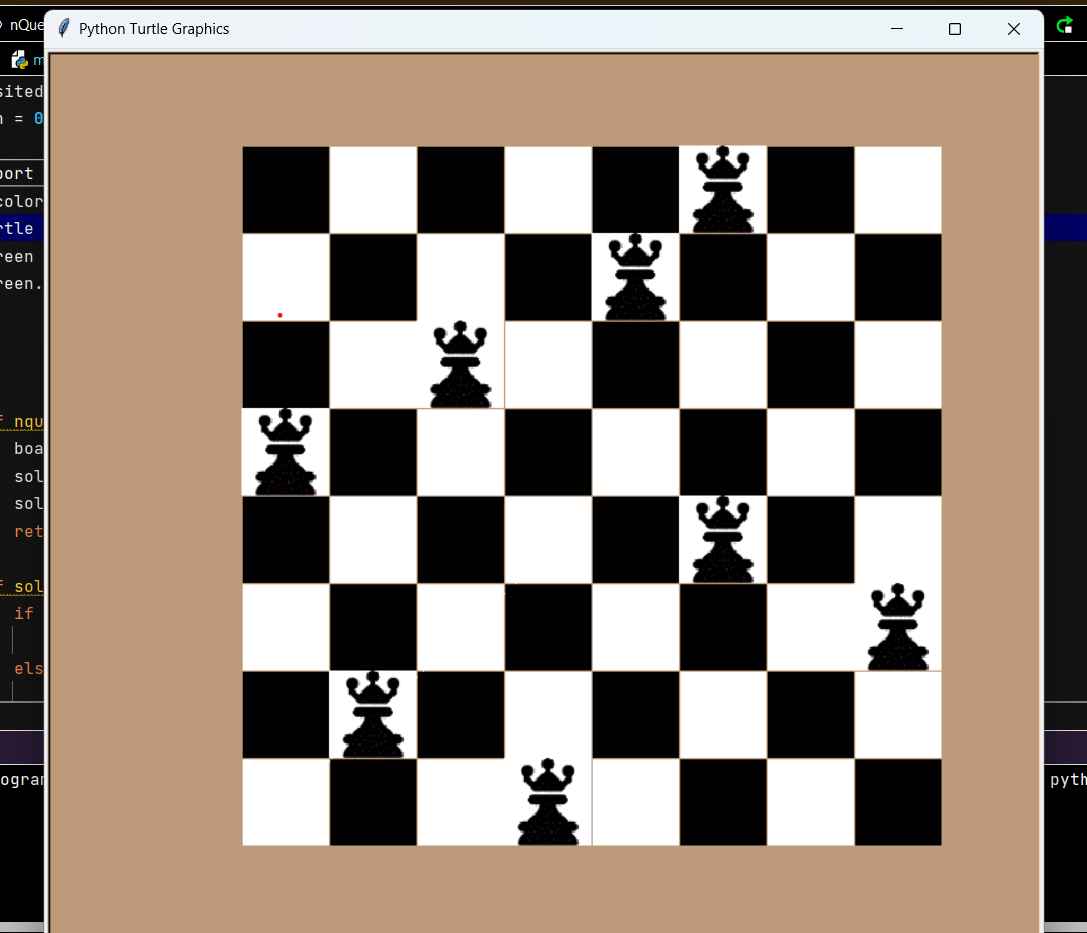 nQue
Python Turtle Graphics
m
sited
n = 0
port
color
rtle
reen
reen.
f nqu
boa
sol
sol
ret
f sol
if
els
ogram
pyth